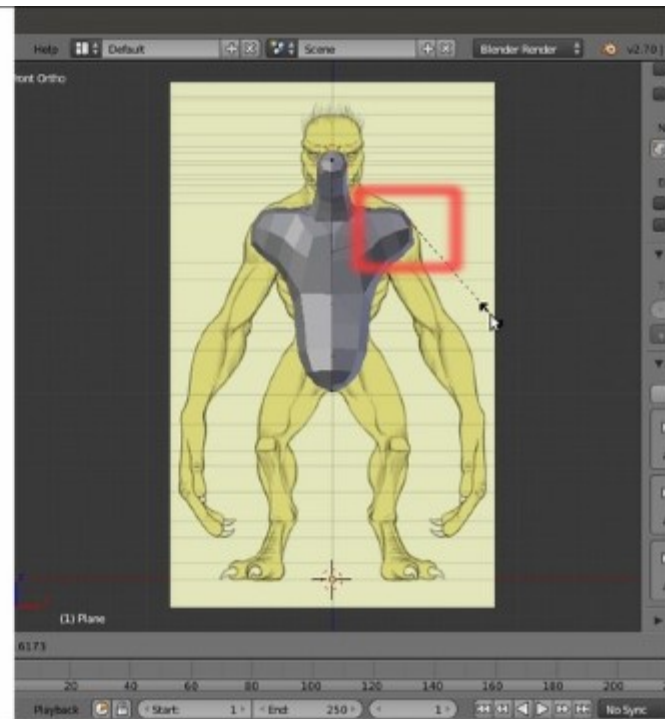 Help Default Scene Blender Render v2.70
ront Ortho
(1) Plane
6173
20 40 60 80 100 120 140 160 180 200
Playback Start: 1 End: 250 1 No Sync